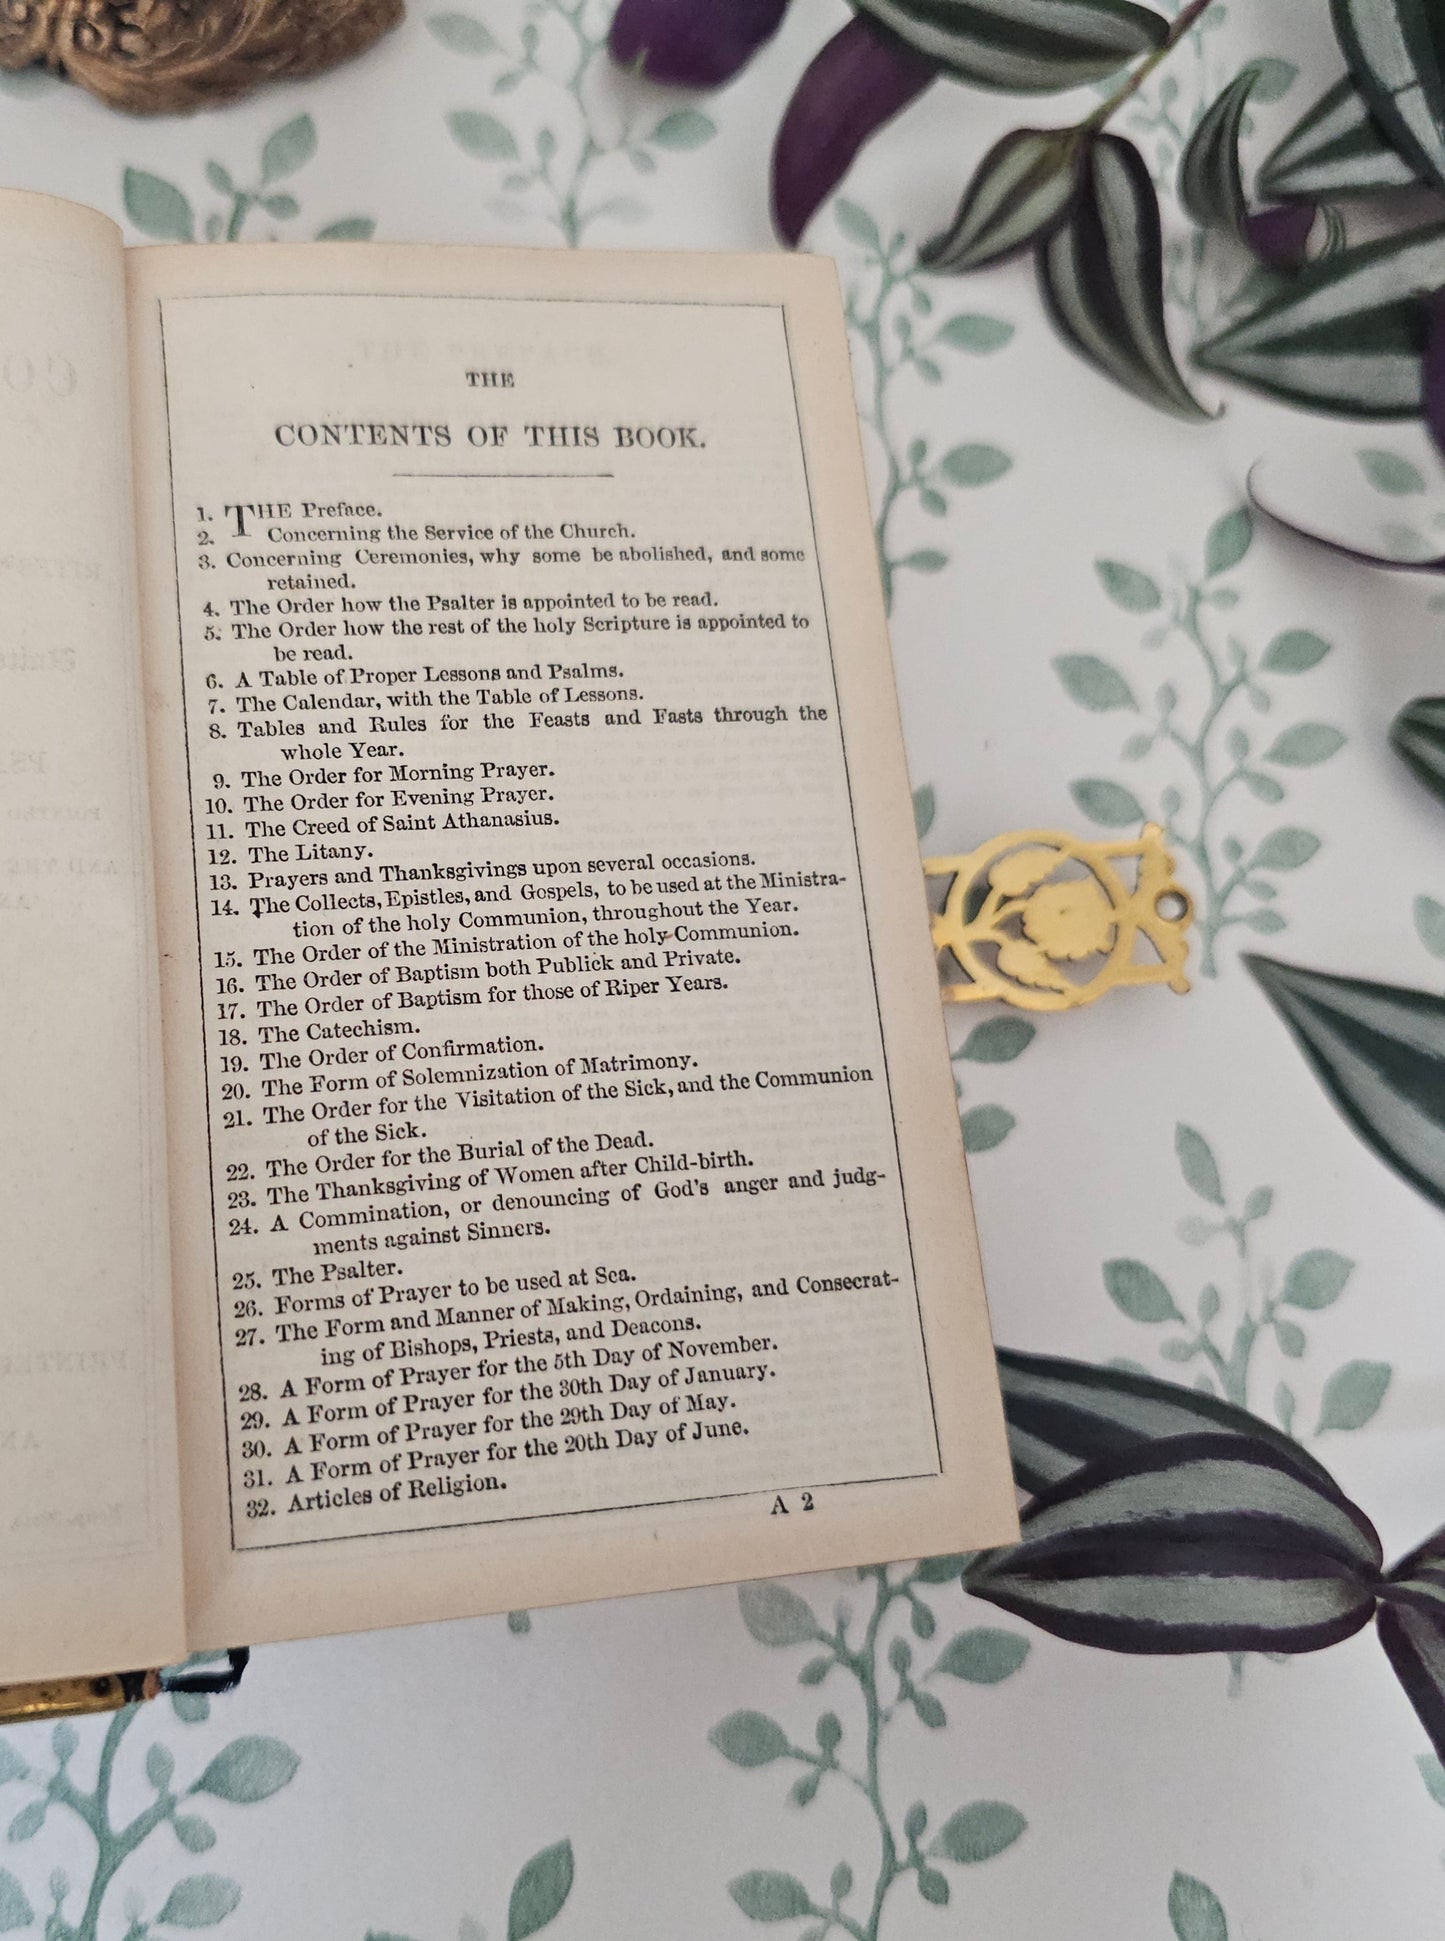 THE
CONTENTS OF THIS BOOK.
1. THE Preface.
2. Concerning the Service of the Church.
3. Concerning Ceremonies, why some be abolished, and some
retained.
4. The Order how the Psalter is appointed to be read.
5. The Order how the rest of the holy Scripture is appointed to
be read.
6. A Table of Proper Lessons and Psalms.
7. The Calendar, with the Table of Lessons.
8. Tables and Rules for the Feasts and Fasts through the
whole Year.
9. The Order for Morning Prayer.
10. The Order for Evening Prayer.
11. The Creed of Saint Athanasius.
12. The Litany.
13. Prayers and Thanksgivings upon several occasions.
14. The Collects, Epistles, and Gospels, to be used at the Ministra-
tion of the holy Communion, throughout the Year.
15. The Order of the Ministration of the holy Communion.
16. The Order of Baptism both Publick and Private.
17. The Order of Baptism for those of Riper Years.
18. The Catechism.
19. The Order of Confirmation.
20. The Form of Solemnization of Matrimony.
21. The Order for the Visitation of the Sick, and the Communion
of the Sick.
22. The Order for the Burial of the Dead.
23. The Thanksgiving of Women after Child-birth.
24. A Commination, or denouncing of God's anger and judg-
ments against Sinners.
25. The Psalter.
26. Forms of Prayer to be used at Sea.
27. The Form and Manner of Making, Ordaining, and Consecrat-
ing of Bishops, Priests, and Deacons.
28. A Form of Prayer for the 5th Day of November.
29. A Form of Prayer for the 30th Day of January.
30. A Form of Prayer for the 29th Day of May.
31. A Form of Prayer for the 20th Day of June.
32. Articles of Religion.
A 2